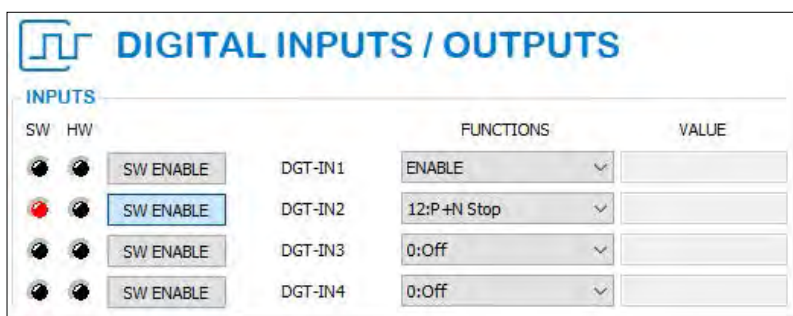 DIGITAL INPUTS / OUTPUTS
INPUTS
SW HW FUNCTIONS VALUE
SW ENABLE DGT-IN1 ENABLE
SW ENABLE DGT-IN2 12:P+N Stop
SW ENABLE DGT-IN3 0:Off
SW ENABLE DGT-IN4 0:Off